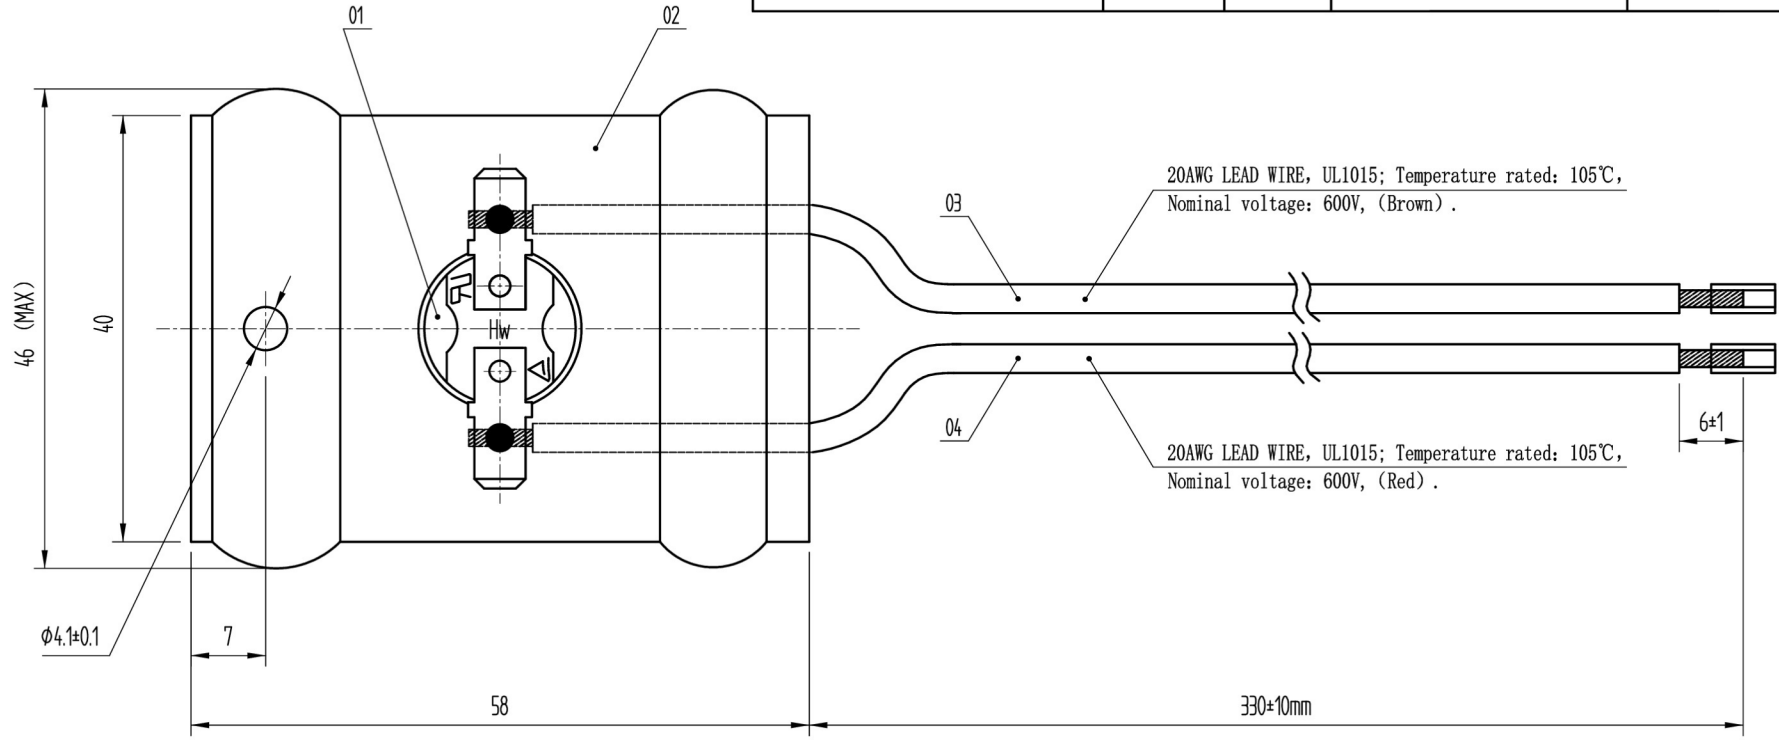 01
02
20AWG LEAD WIRE, UL1015; Temperature rated: 105℃,
Nominal voltage: 600V, (Brown).
03
46 (MAX)
40
HW
04
6±1
20AWG LEAD WIRE, UL1015; Temperature rated: 105℃,
Nominal voltage: 600V, (Red).
ϕ4.1±0.1
7
58
330±10mm